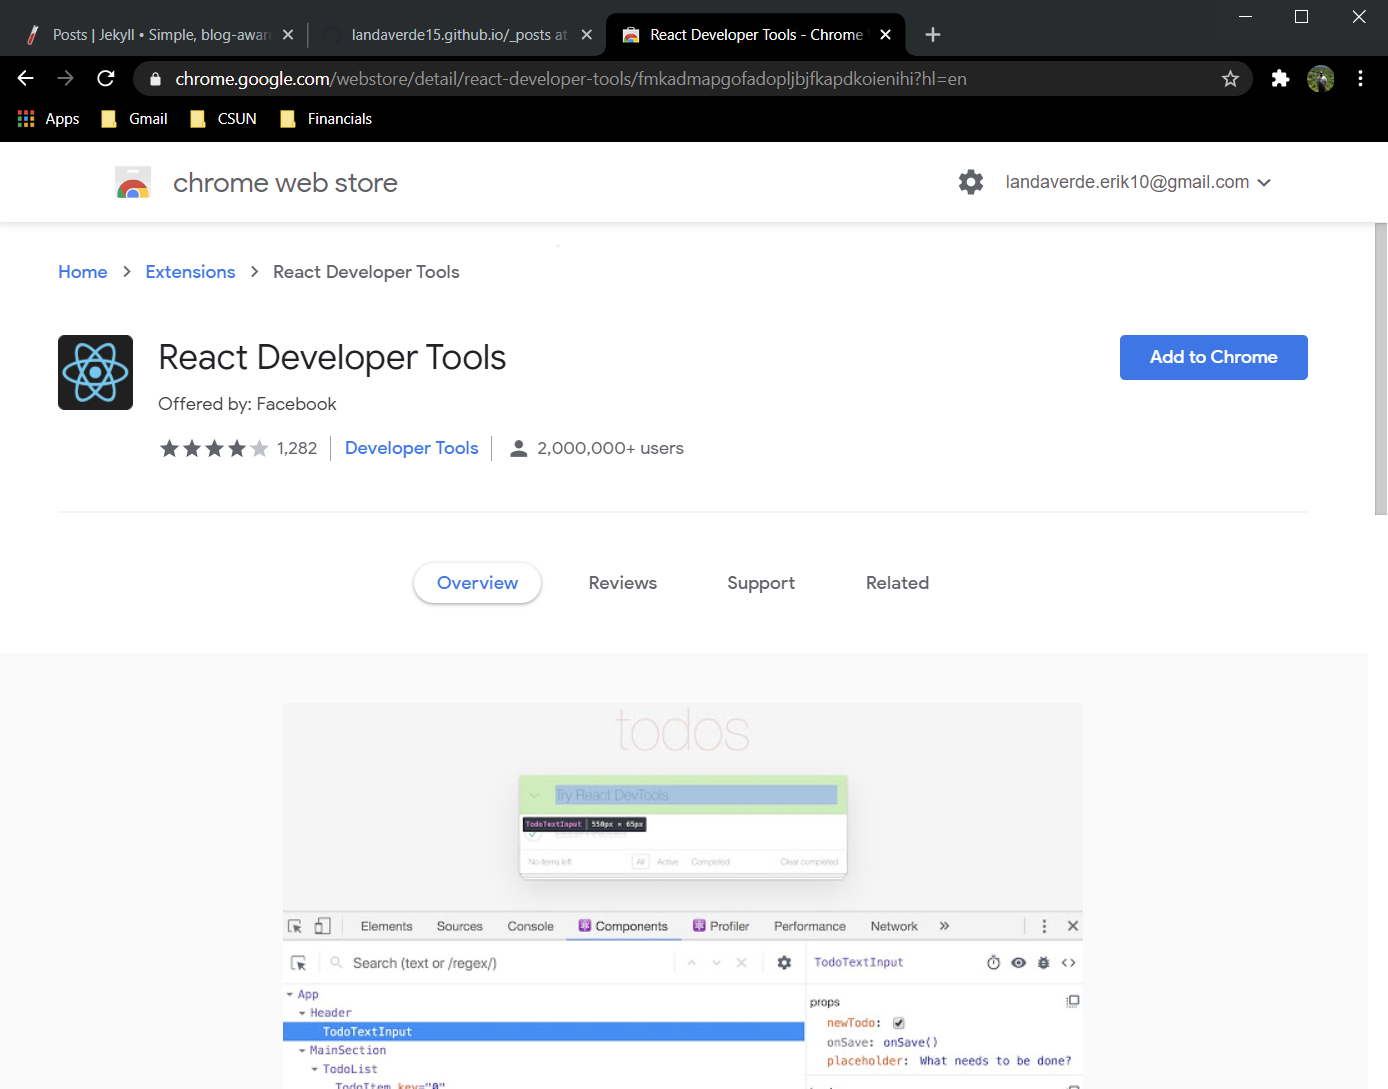 Posts | Jekyll • Simple, blog-awar
landaverde15.github.io/_posts at
React Developer Tools - Chrome
chrome.google.com/webstore/detail/react-developer-tools/fmkadmapgofadopljbjfkapdkoienihi?hl=en
Apps Gmail CSUN Financials
chrome web store
landaverde.erik10@gmail.com
Home > Extensions > React Developer Tools
React Developer Tools
Add to Chrome
Offered by: Facebook
1,282 Developer Tools 2,000,000+ users
Overview Reviews Support Related
todos
Try React DevTools
TodoTextInput | 550px × 65px
No items left All Active Completed Clear completed
Elements Sources Console Components Profiler Performance Network »
Search (text or /regex/)
TodoTextInput
App
Header
TodoTextInput
MainSection
TodoList
TodoItem key="0"
props
newTodo:
onSave: onSave()
placeholder: What needs to be done?